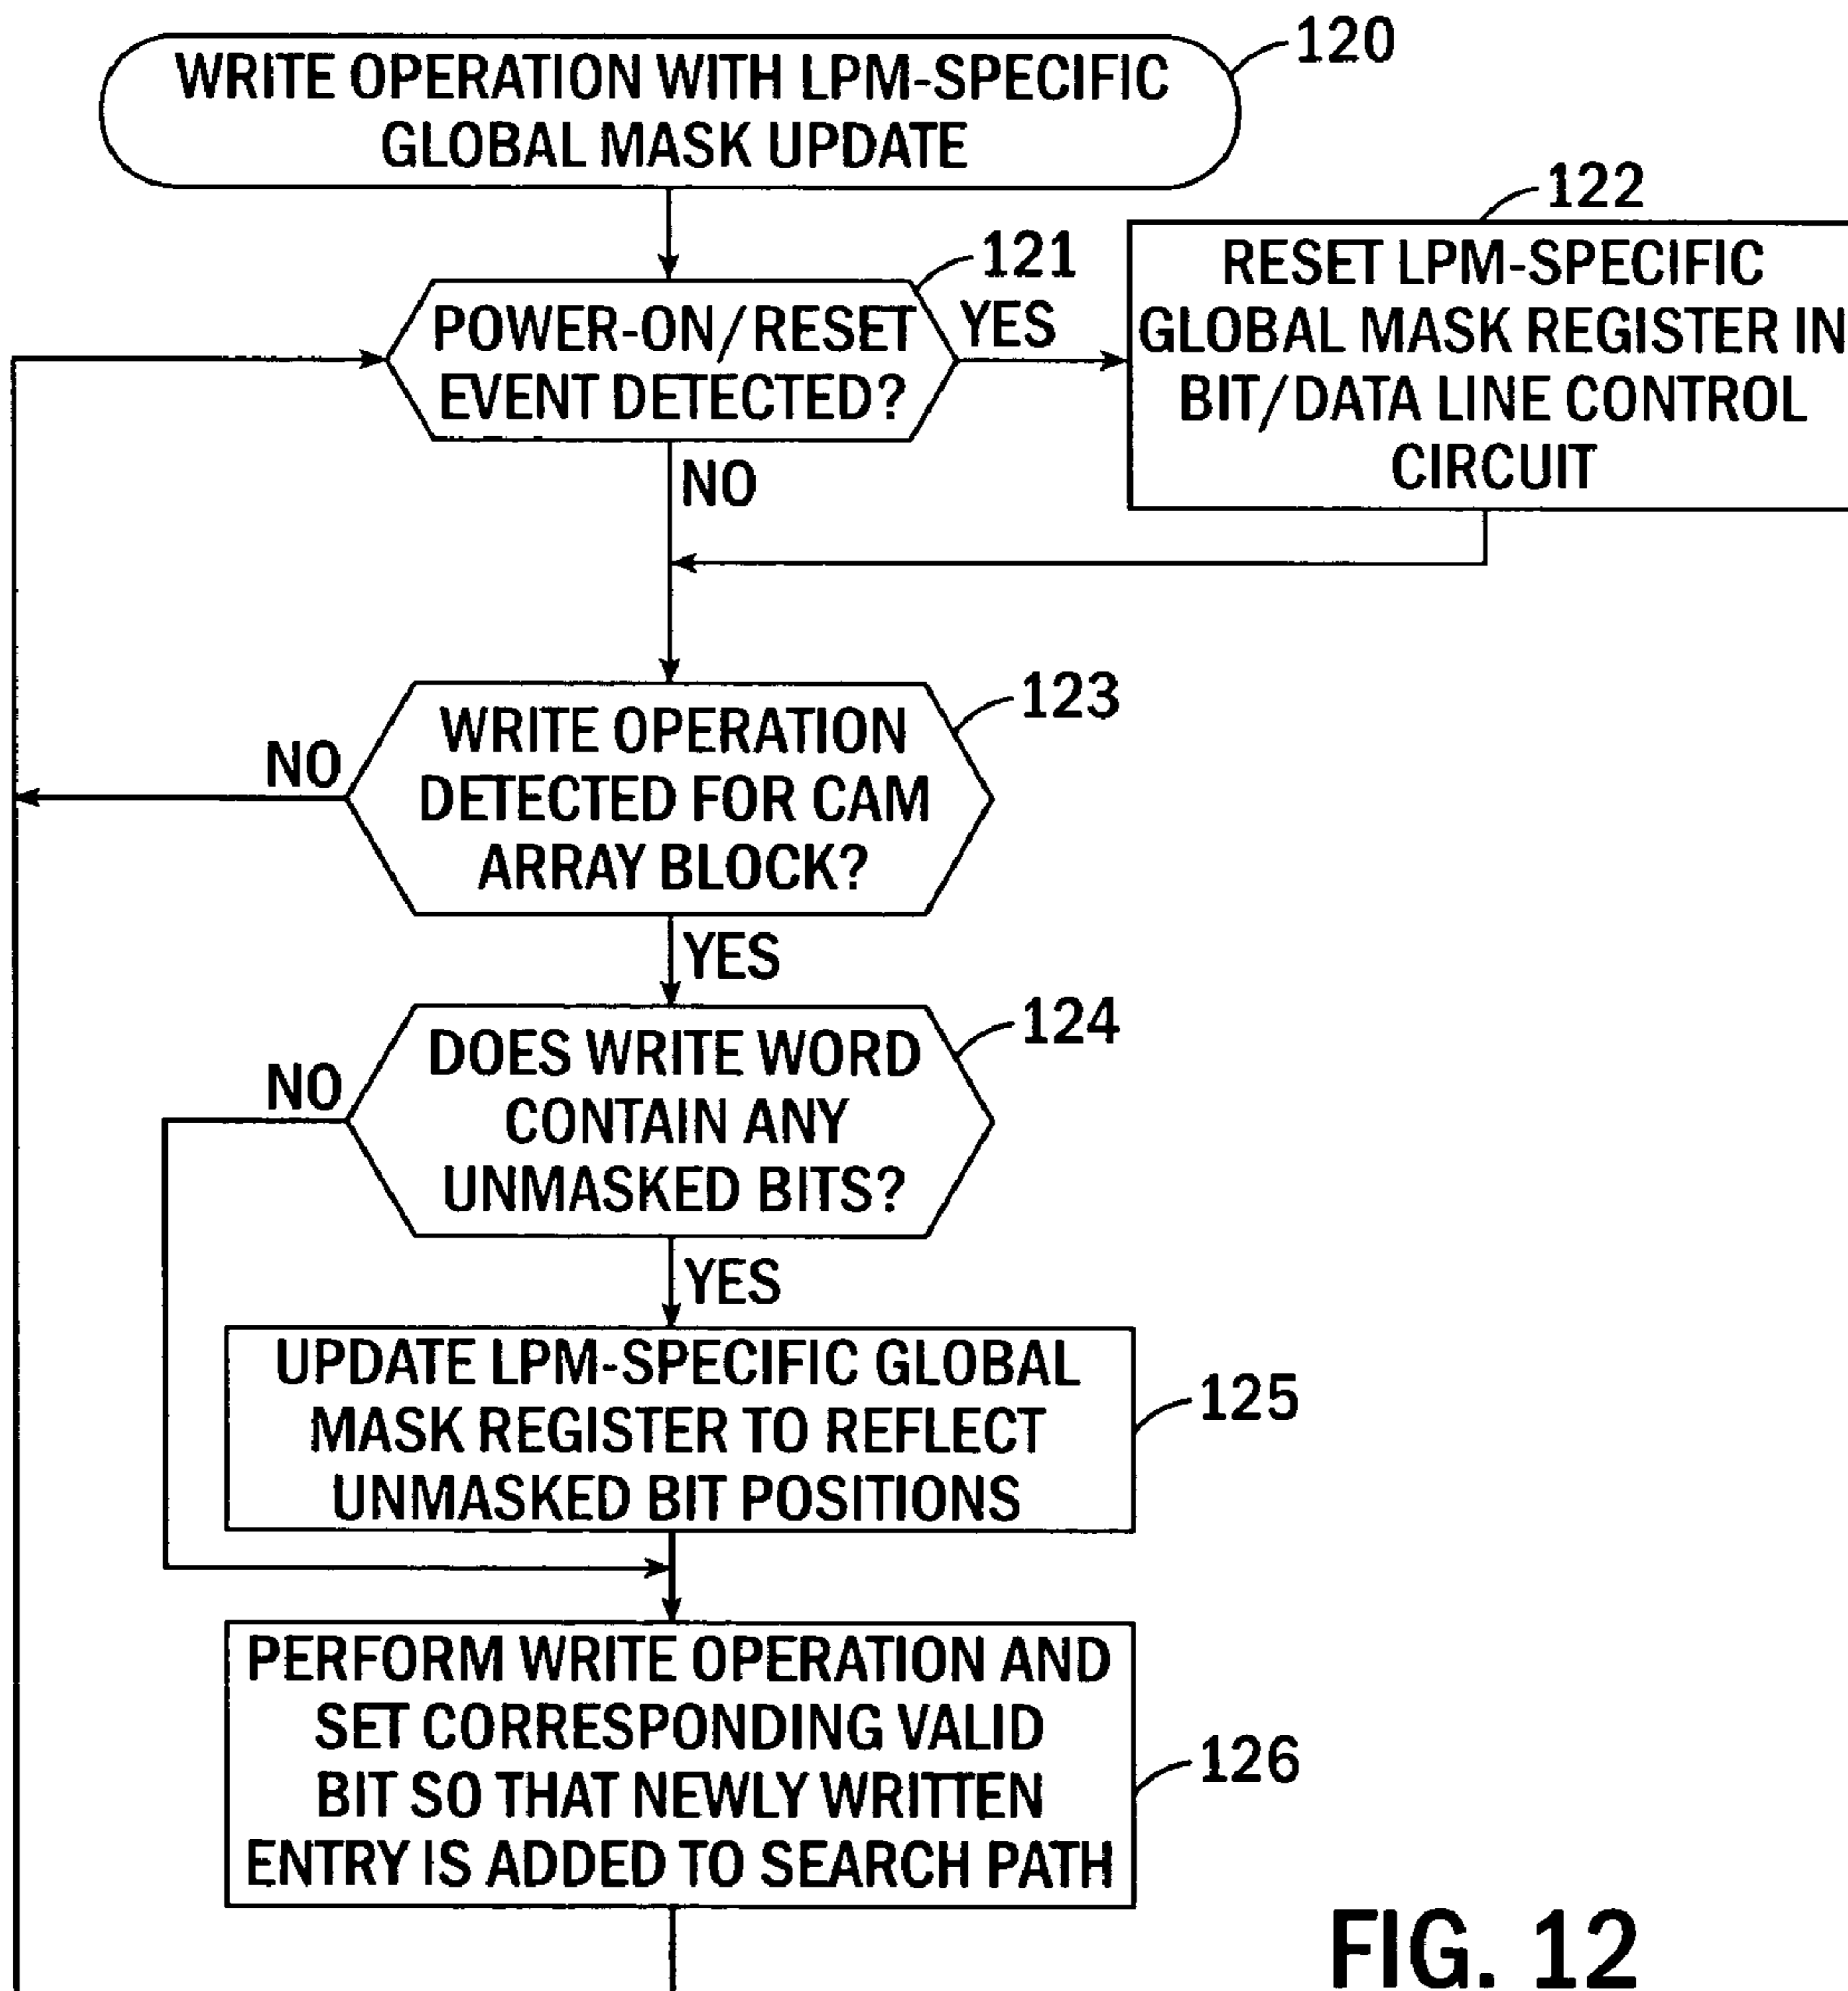 120
WRITE OPERATION WITH LPM-SPECIFIC
GLOBAL MASK UPDATE
122
RESET LPM-SPECIFIC
GLOBAL MASK REGISTER IN
BIT/DATA LINE CONTROL
CIRCUIT
121
POWER-ON/RESET
EVENT DETECTED?
YES
NO
123
WRITE OPERATION
DETECTED FOR CAM
ARRAY BLOCK?
NO
YES
124
DOES WRITE WORD
CONTAIN ANY
UNMASKED BITS?
NO
YES
UPDATE LPM-SPECIFIC GLOBAL
MASK REGISTER TO REFLECT
UNMASKED BIT POSITIONS
125
PERFORM WRITE OPERATION AND
SET CORRESPONDING VALID
BIT SO THAT NEWLY WRITTEN
ENTRY IS ADDED TO SEARCH PATH
126
FIG. 12